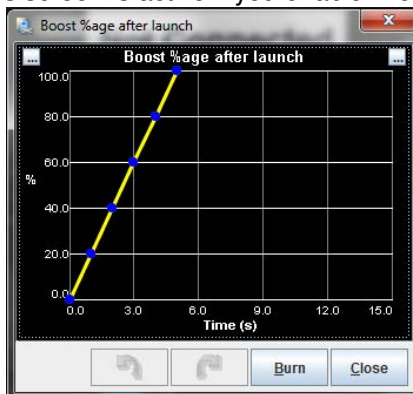 Boost %age after launch
... Boost %age after launch ...
100.0
80.0
60.0
%
40.0
20.0
0.0
0.0 3.0 6.0 9.0 12.0 15.0
Time (s)
Burn Close